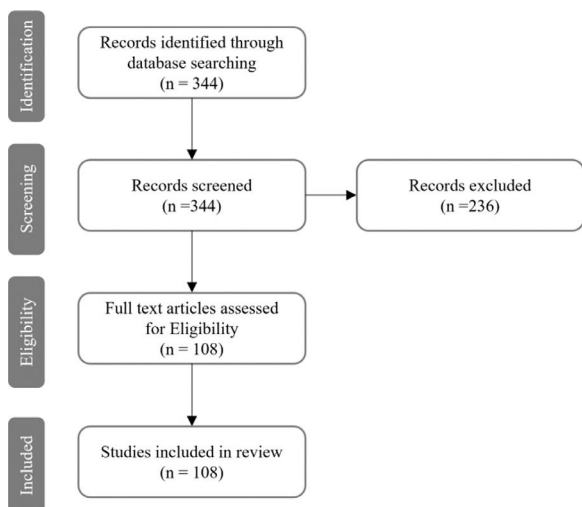 Identification
Records identified through
database searching
(n = 344)
Screening
Records screened
(n =344)
Records excluded
(n =236)
Eligibility
Full text articles assessed
for Eligibility
(n = 108)
Included
Studies included in review
(n = 108)